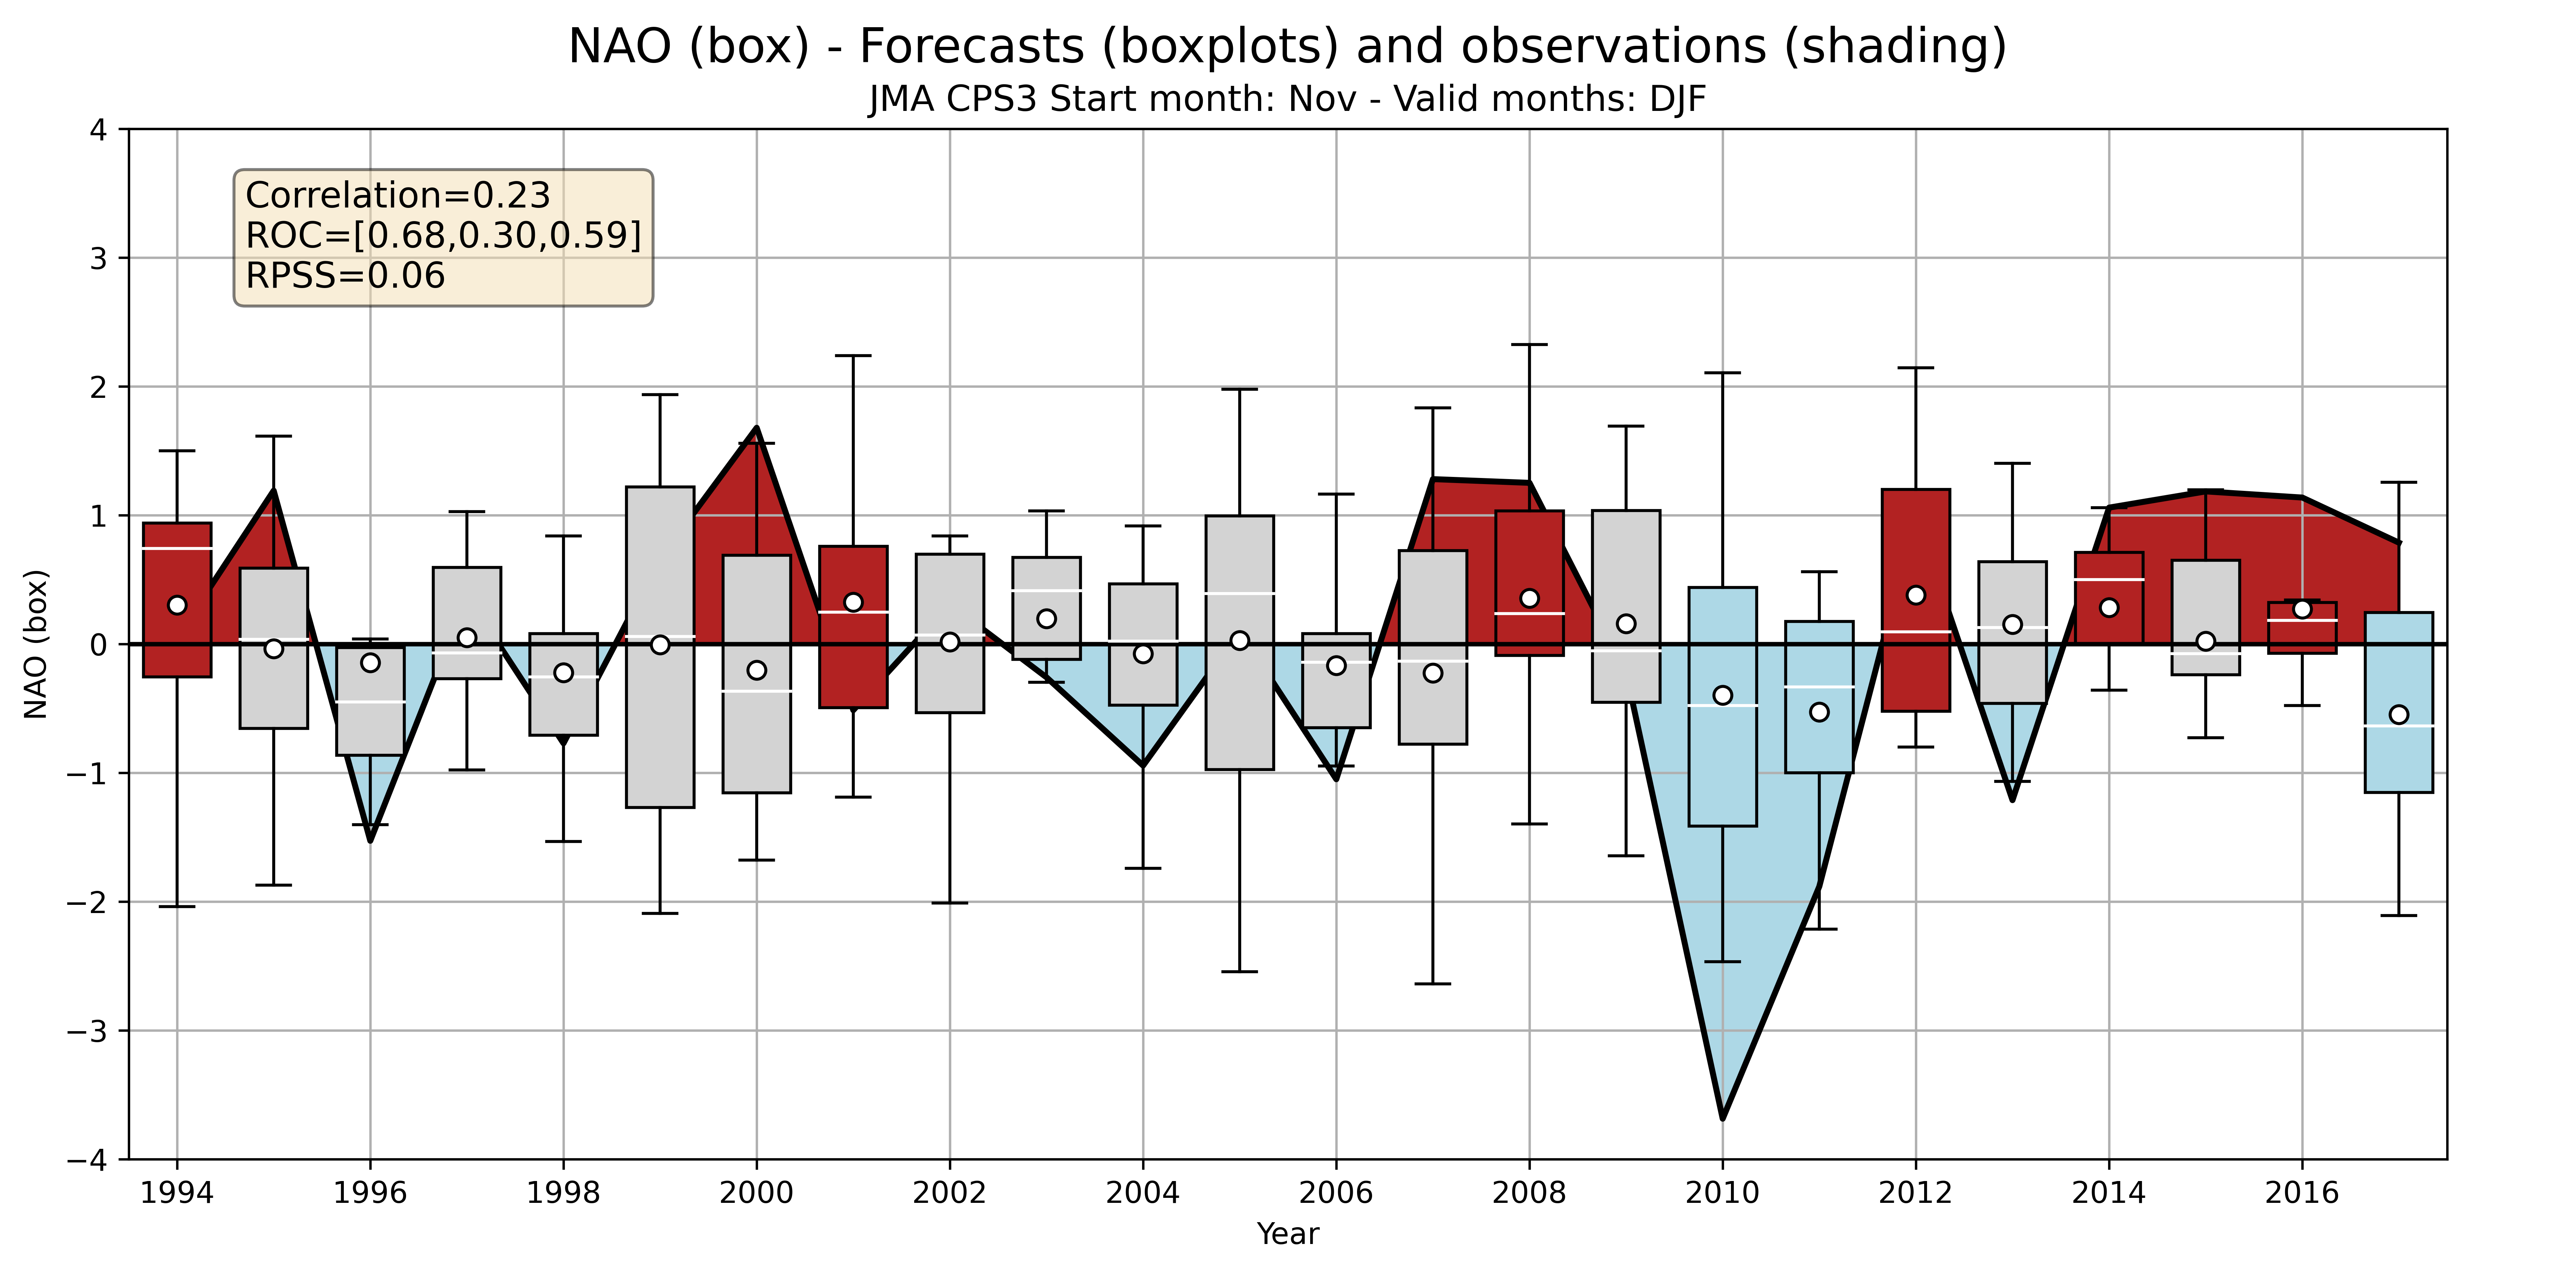 NAO (box) - Forecasts (boxplots) and observations (shading)
JMA CPS3 Start month: Nov - Valid months: DJF
Correlation=0.23
ROC=[0.68,0.30,0.59]
RPSS=0.06
NAO (box)
4
3
2
1
0
−1
−2
−3
−4
1994 1996 1998 2000 2002 2004 2006 2008 2010 2012 2014 2016
Year